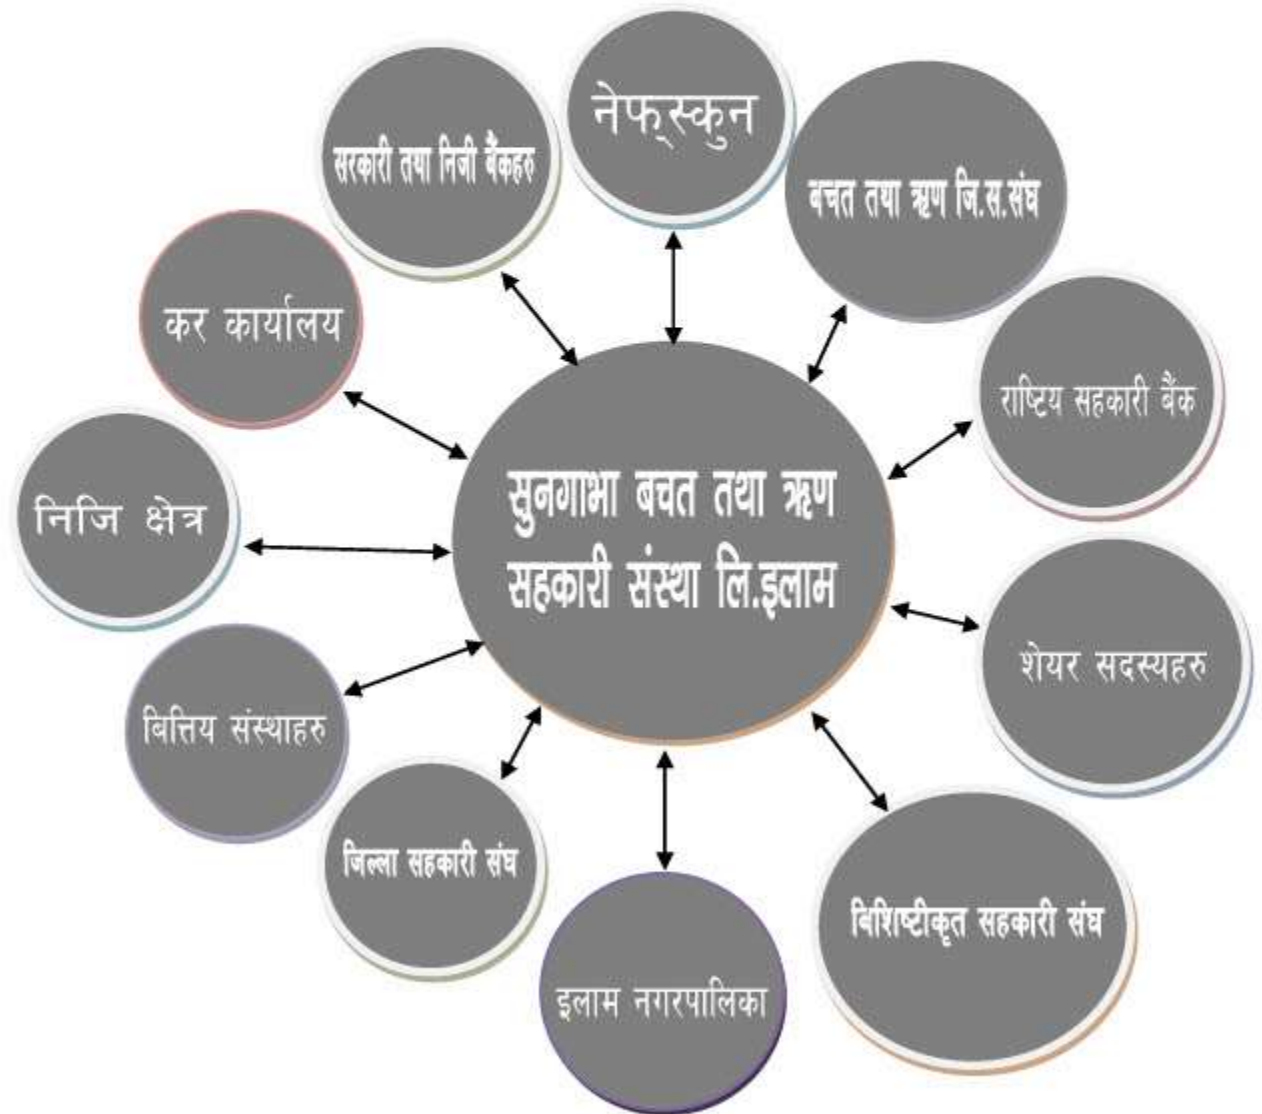 नेफ्स्कुन
सरकारी तथा निजी बैंकहरु
बचत तथा ऋण जि.स.संघ
कर कार्यालय
राष्टिय सहकारी बैंक
सुनगाभा बचत तथा ऋण
सहकारी संस्था लि.इलाम
निजि क्षेत्र
शेयर सदस्यहरु
बित्तिय संस्थाहरु
जिल्ला सहकारी संघ
बिशिष्टीकृत सहकारी संघ
इलाम नगरपालिका